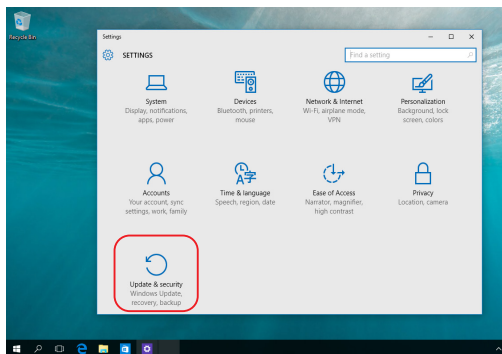 Recycle Bin
Settings
SETTINGS
Find a setting
System
Display, notifications,
apps, power
Devices
Bluetooth, printers,
mouse
Network & Internet
Wi-Fi, airplane mode,
VPN
Personalization
Background, lock
screen, colors
Accounts
Your account, sync
settings, work, family
Time & language
Speech, region, date
Ease of Access
Narrator, magnifier,
high contrast
Privacy
Location, camera
Update & security
Windows Update,
recovery, backup